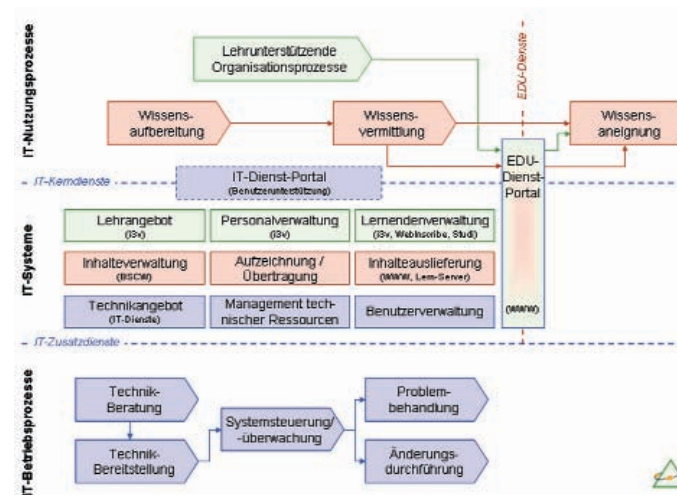 IT-Nutzungsprozesse
Lehrunterstützende
Organisationsprozesse
EDU-Dienste
Wissens-
aufbereitung
Wissens-
vermittlung
Wissens-
aneignung
EDU-
Dienst-
Portal
(WWW)
IT-Kerndienste
IT-Dienst-Portal
(Benutzerunterstützung)
IT-Systeme
Lehrangebot
(i3v)
Personalverwaltung
(i3v)
Lernendenverwaltung
(i3v, WebInscribe, Studi)
Inhalteverwaltung
(BSCW)
Aufzeichnung /
Übertragung
Inhalteauslieferung
(WWW, Lern-Server)
Technikangebot
(IT-Dienste)
Management tech-
nischer Ressourcen
Benutzerverwaltung
IT-Zusatzdienste
IT-Betriebsprozesse
Technik-
Beratung
Technik-
Bereitstellung
Systemsteuerung/
-überwachung
Problem-
behandlung
Änderungs-
durchführung